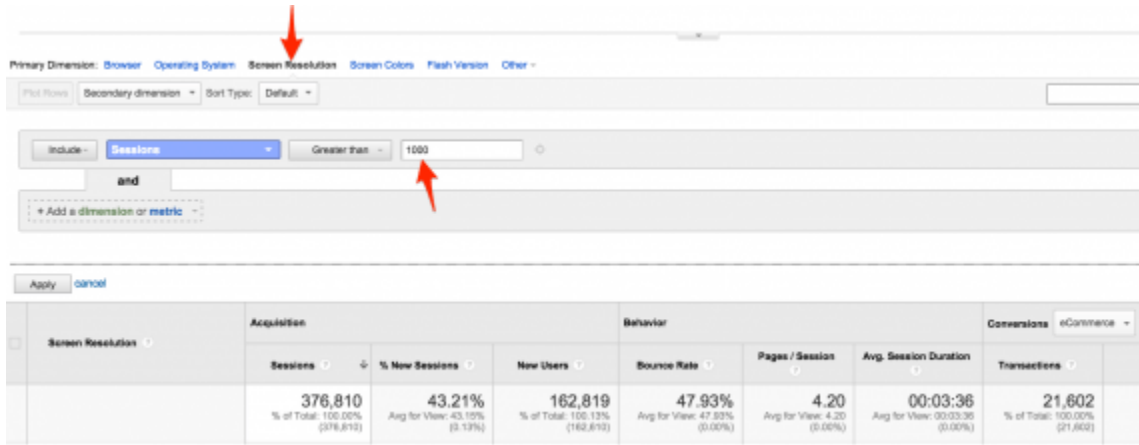 Primary Dimension: Browser Operating System Screen Resolution Screen Colors Flash Version Other
Plot Rows Secondary dimension Sort Type: Default
Include Sessions Greater than 1000
and
+ Add a dimension or metric
Apply cancel
Acquisition Behavior Conversions eCommerce
Screen Resolution ?
Sessions ? % New Sessions ? New Users ? Bounce Rate ? Pages / Session ? Avg. Session Duration ? Transactions ?
376,810 43.21% 162,819 47.93% 4.20 00:03:36 21,602
% of Total: 100.00% Avg for View: 43.15% % of Total: 100.13% Avg for View: 47.93% Avg for View: 4.20 Avg for View: 00:03:36 % of Total: 100.00%
(376,810) (0.13%) (162,610) (0.00%) (0.00%) (0.00%) (21,602)